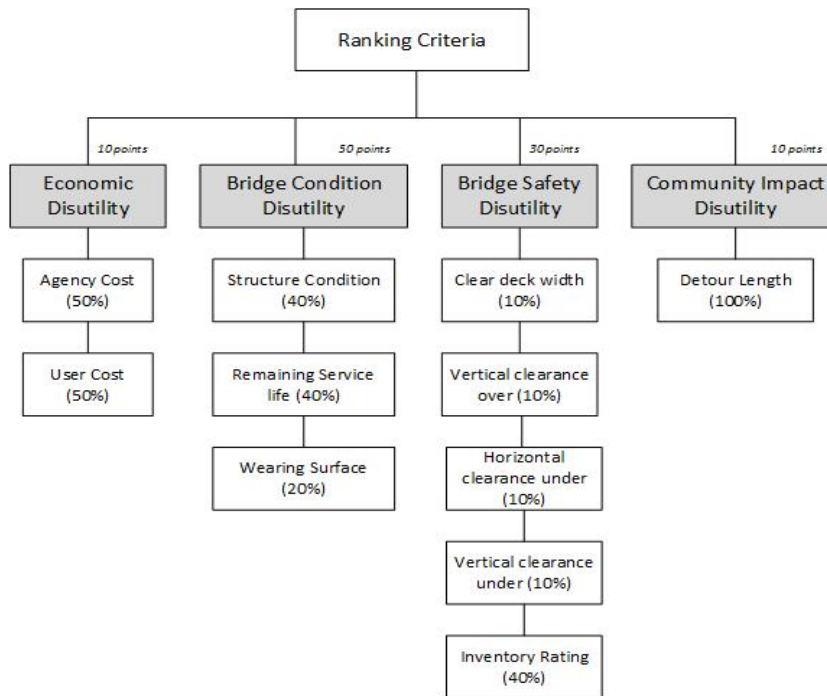 Ranking Criteria
10 points
50 points
30 points
10 points
Economic
Disutility
Bridge Condition
Disutility
Bridge Safety
Disutility
Community Impact
Disutility
Agency Cost
(50%)
Structure Condition
(40%)
Clear deck width
(10%)
Detour Length
(100%)
User Cost
(50%)
Remaining Service
life (40%)
Vertical clearance
over (10%)
Wearing Surface
(20%)
Horizontal
clearance under
(10%)
Vertical clearance
under (10%)
Inventory Rating
(40%)